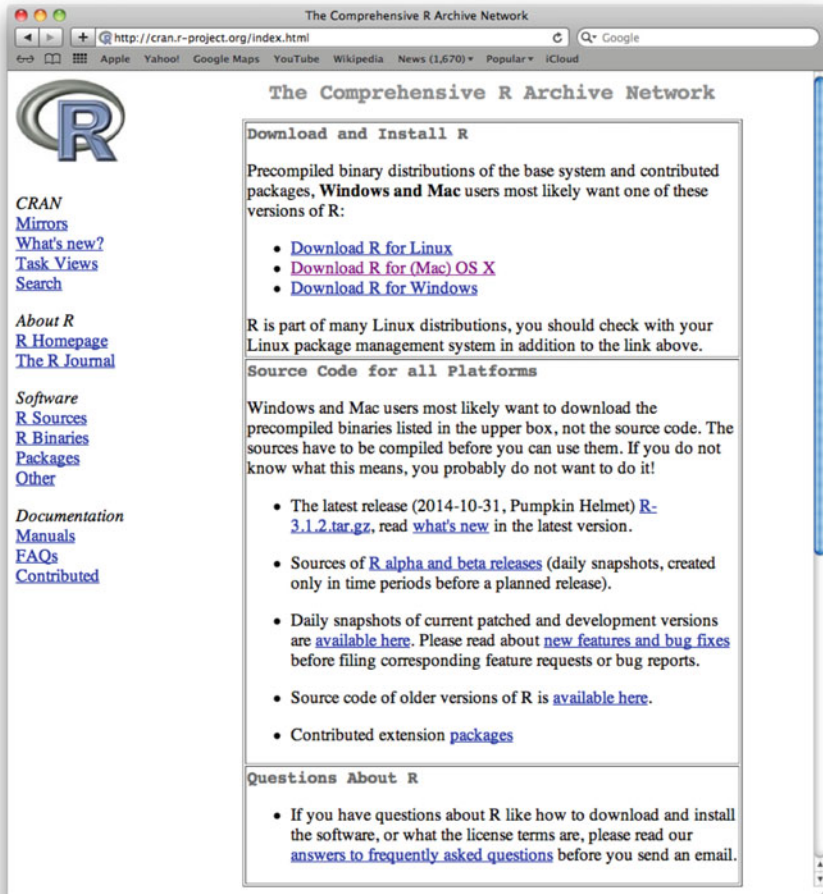 The Comprehensive R Archive Network
http://cran.r-project.org/index.html
Google
Apple Yahoo! Google Maps YouTube Wikipedia News (1,670) Popular iCloud
R
CRAN
Mirrors
What's new?
Task Views
Search
About R
R Homepage
The R Journal
Software
R Sources
R Binaries
Packages
Other
Documentation
Manuals
FAQs
Contributed
The Comprehensive R Archive Network
Download and Install R
Precompiled binary distributions of the base system and contributed
packages, Windows and Mac users most likely want one of these
versions of R:
• Download R for Linux
• Download R for (Mac) OS X
• Download R for Windows
R is part of many Linux distributions, you should check with your
Linux package management system in addition to the link above.
Source Code for all Platforms
Windows and Mac users most likely want to download the
precompiled binaries listed in the upper box, not the source code. The
sources have to be compiled before you can use them. If you do not
know what this means, you probably do not want to do it!
• The latest release (2014-10-31, Pumpkin Helmet) R-
3.1.2.tar.gz, read what's new in the latest version.
• Sources of R alpha and beta releases (daily snapshots, created
only in time periods before a planned release).
• Daily snapshots of current patched and development versions
are available here. Please read about new features and bug fixes
before filing corresponding feature requests or bug reports.
• Source code of older versions of R is available here.
• Contributed extension packages
Questions About R
• If you have questions about R like how to download and install
the software, or what the license terms are, please read our
answers to frequently asked questions before you send an email.